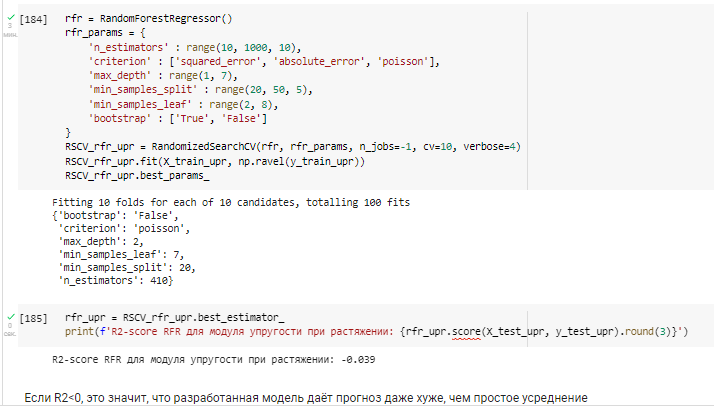 [184] rfr = RandomForestRegressor()
rfr_params = {
'n_estimators' : range(10, 1000, 10),
'criterion' : ['squared_error', 'absolute_error', 'poisson'],
'max_depth' : range(1, 7),
'min_samples_split' : range(20, 50, 5),
'min_samples_leaf' : range(2, 8),
'bootstrap' : ['True', 'False']
}
RSCV_rfr_upr = RandomizedSearchCV(rfr, rfr_params, n_jobs=-1, cv=10, verbose=4)
RSCV_rfr_upr.fit(X_train_upr, np.ravel(y_train_upr))
RSCV_rfr_upr.best_params_
Fitting 10 folds for each of 10 candidates, totalling 100 fits
{'bootstrap': 'False',
'criterion': 'poisson',
'max_depth': 2,
'min_samples_leaf': 7,
'min_samples_split': 20,
'n_estimators': 410}
[185] rfr_upr = RSCV_rfr_upr.best_estimator_
print(f'R2-score RFR для модуля упругости при растяжении: {rfr_upr.score(X_test_upr, y_test_upr).round(3)}')
0
сек.
R2-score RFR для модуля упругости при растяжении: -0.039
Если R2<0, это значит, что разработанная модель даёт прогноз даже хуже, чем простое усреднение